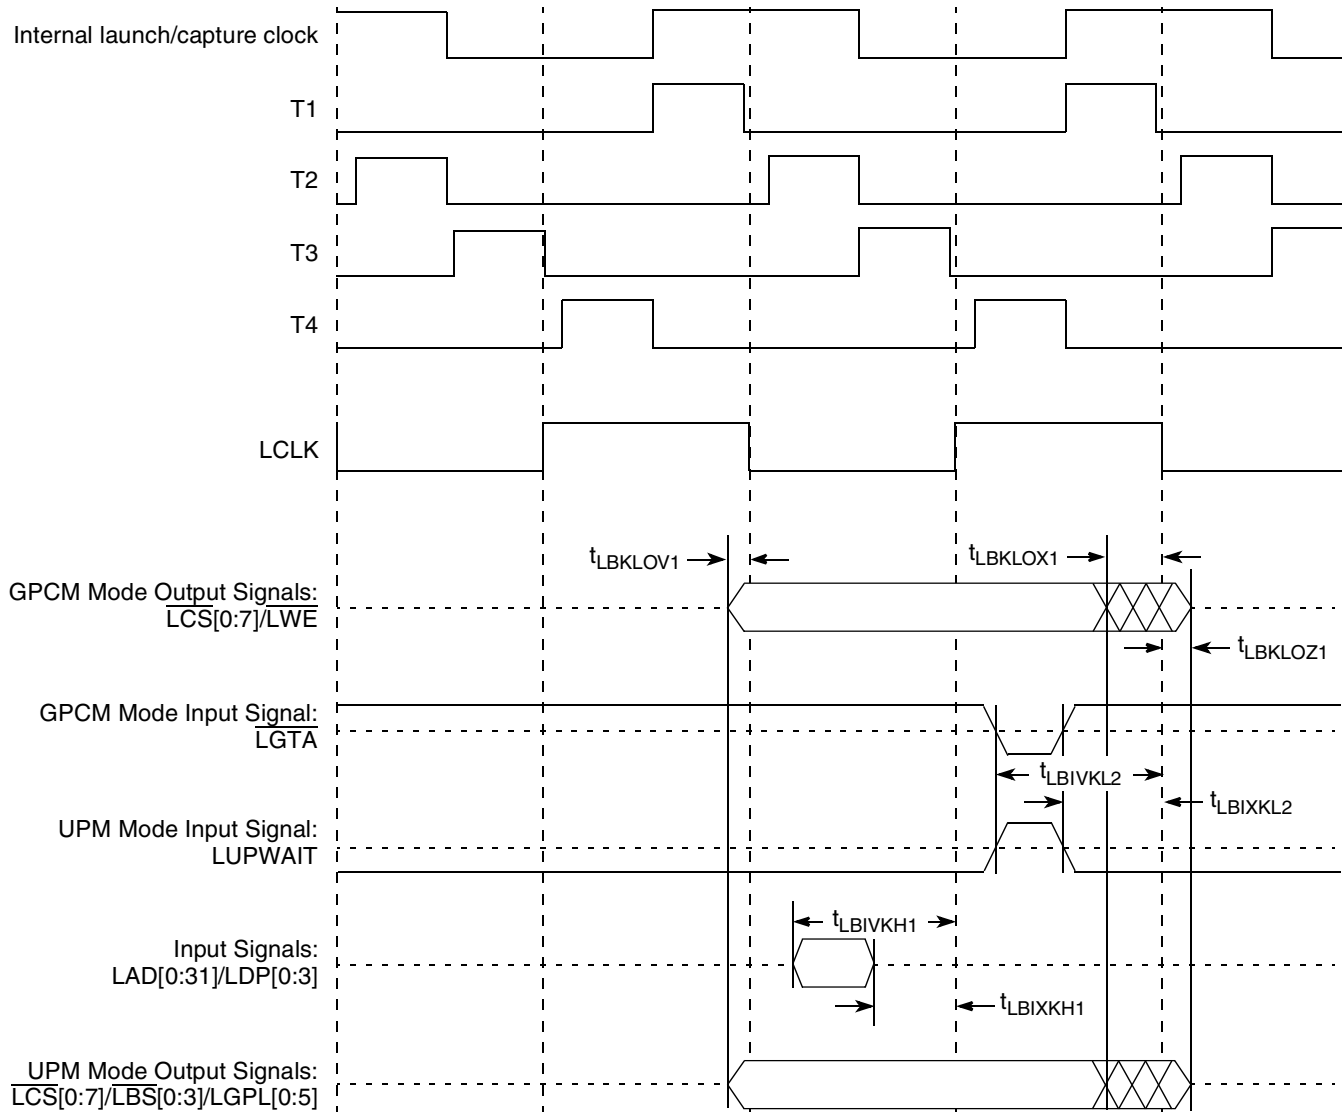 Internal launch/capture clock
T1
T2
T3
T4
LCLK
tLBKLOV1
tLBKLOX1
GPCM Mode Output Signals:
LCS[0:7]/LWE
tLBKLOZ1
GPCM Mode Input Signal:
LGTA
tLBIVKL2
tLBIXKL2
UPM Mode Input Signal:
LUPWAIT
tLBIVKH1
Input Signals:
LAD[0:31]/LDP[0:3]
tLBIXKH1
UPM Mode Output Signals:
LCS[0:7]/LBS[0:3]/LGPL[0:5]